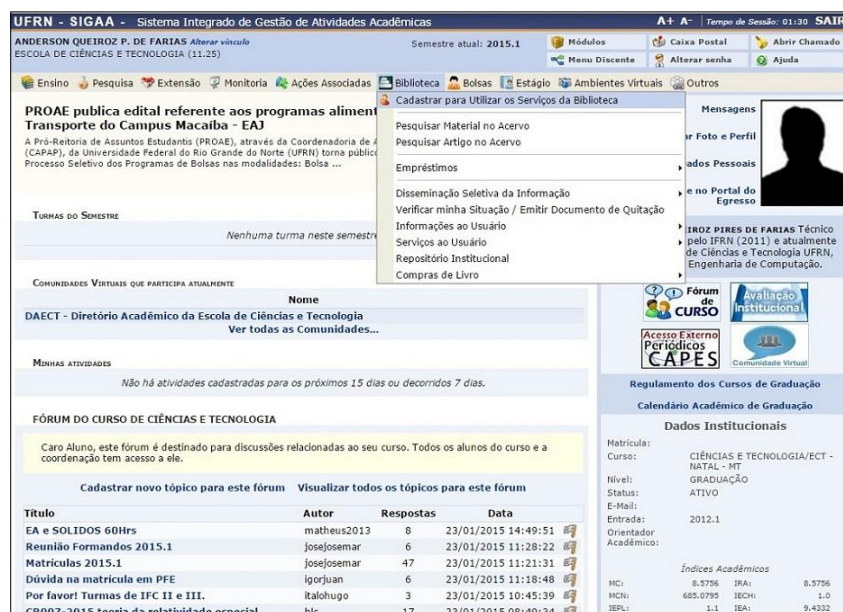 UFRN - SIGAA - Sistema Integrado de Gestão de Atividades Acadêmicas
A+ A- Tempo de Sessão: 01:30 SAIR
ANDERSON QUEIROZ P. DE FARIAS Alterar vínculo
ESCOLA DE CIÊNCIAS E TECNOLOGIA (11.25)
Semestre atual: 2015.1
Módulos Caixa Postal Abrir Chamado
Menu Discente Alterar senha Ajuda
Ensino Pesquisa Extensão Monitoria Ações Associadas Biblioteca Bolsas Estágio Ambientes Virtuais Outros
Cadastrar para Utilizar os Serviços da Biblioteca
Pesquisar Material no Acervo
Pesquisar Artigo no Acervo
Empréstimos
Disseminação Seletiva da Informação
Verificar minha Situação / Emitir Documento de Quitação
Informações ao Usuário
Serviços ao Usuário
Repositório Institucional
Compras de Livro
PROAE publica edital referente aos programas aliment
Transporte do Campus Macaíba - EAJ
A Pró-Reitoria de Assuntos Estudantis (PROAE), através da Coordenadoria de A
(CAPAP), da Universidade Federal do Rio Grande do Norte (UFRN) torna público
Processo Seletivo dos Programas de Bolsas nas modalidades: Bolsa ...
TURMAS DO SEMESTRE
Nenhuma turma neste semestre
COMUNIDADES VIRTUAIS QUE PARTICIPA ATUALMENTE
Nome
DAECT - Diretório Acadêmico da Escola de Ciências e Tecnologia
Ver todas as Comunidades...
MINHAS ATIVIDADES
Não há atividades cadastradas para os próximos 15 dias ou decorridos 7 dias.
FÓRUM DO CURSO DE CIÊNCIAS E TECNOLOGIA
Caro Aluno, este fórum é destinado para discussões relacionadas ao seu curso. Todos os alunos do curso e a
coordenação tem acesso a ele.
Cadastrar novo tópico para este fórum Visualizar todos os tópicos para este fórum
Título Autor Respostas Data
EA e SOLIDOS 60Hrs matheus2013 8 23/01/2015 14:49:51
Reunião Formandos 2015.1 josejosemar 6 23/01/2015 11:28:22
Matrículas 2015.1 josejosemar 47 23/01/2015 11:21:31
Dúvida na matrícula em PFE igorjuan 6 23/01/2015 11:18:48
Por favor! Turmas de IFC II e III. italohugo 3 23/01/2015 10:45:39
teoria da relatividade especial 17
Mensagens
r Foto e Perfil
ados Pessoais
e no Portal do
Egresso
IROZ PIRES DE FARIAS Técnico
pelo IFRN (2011) e atualmente
de Ciências e Tecnologia UFRN,
Engenharia de Computação.
Fórum de CURSO
Avaliação Institucional
Acesso Externo Periódicos CAPES
Comunidade Virtual
Regulamento dos Cursos de Graduação
Calendário Acadêmico de Graduação
Dados Institucionais
Matrícula:
Curso: CIÊNCIAS E TECNOLOGIA/ECT -
NATAL - MT
Nível: GRADUAÇÃO
Status: ATIVO
E-Mail:
Entrada: 2012.1
Orientador
Acadêmico:
Índices Acadêmicos
MC: 8.5756 IRA: 8.5756
MCN: 685.0795 IECH: 1.0
IEPL: 1.1 IEA: 9.4332